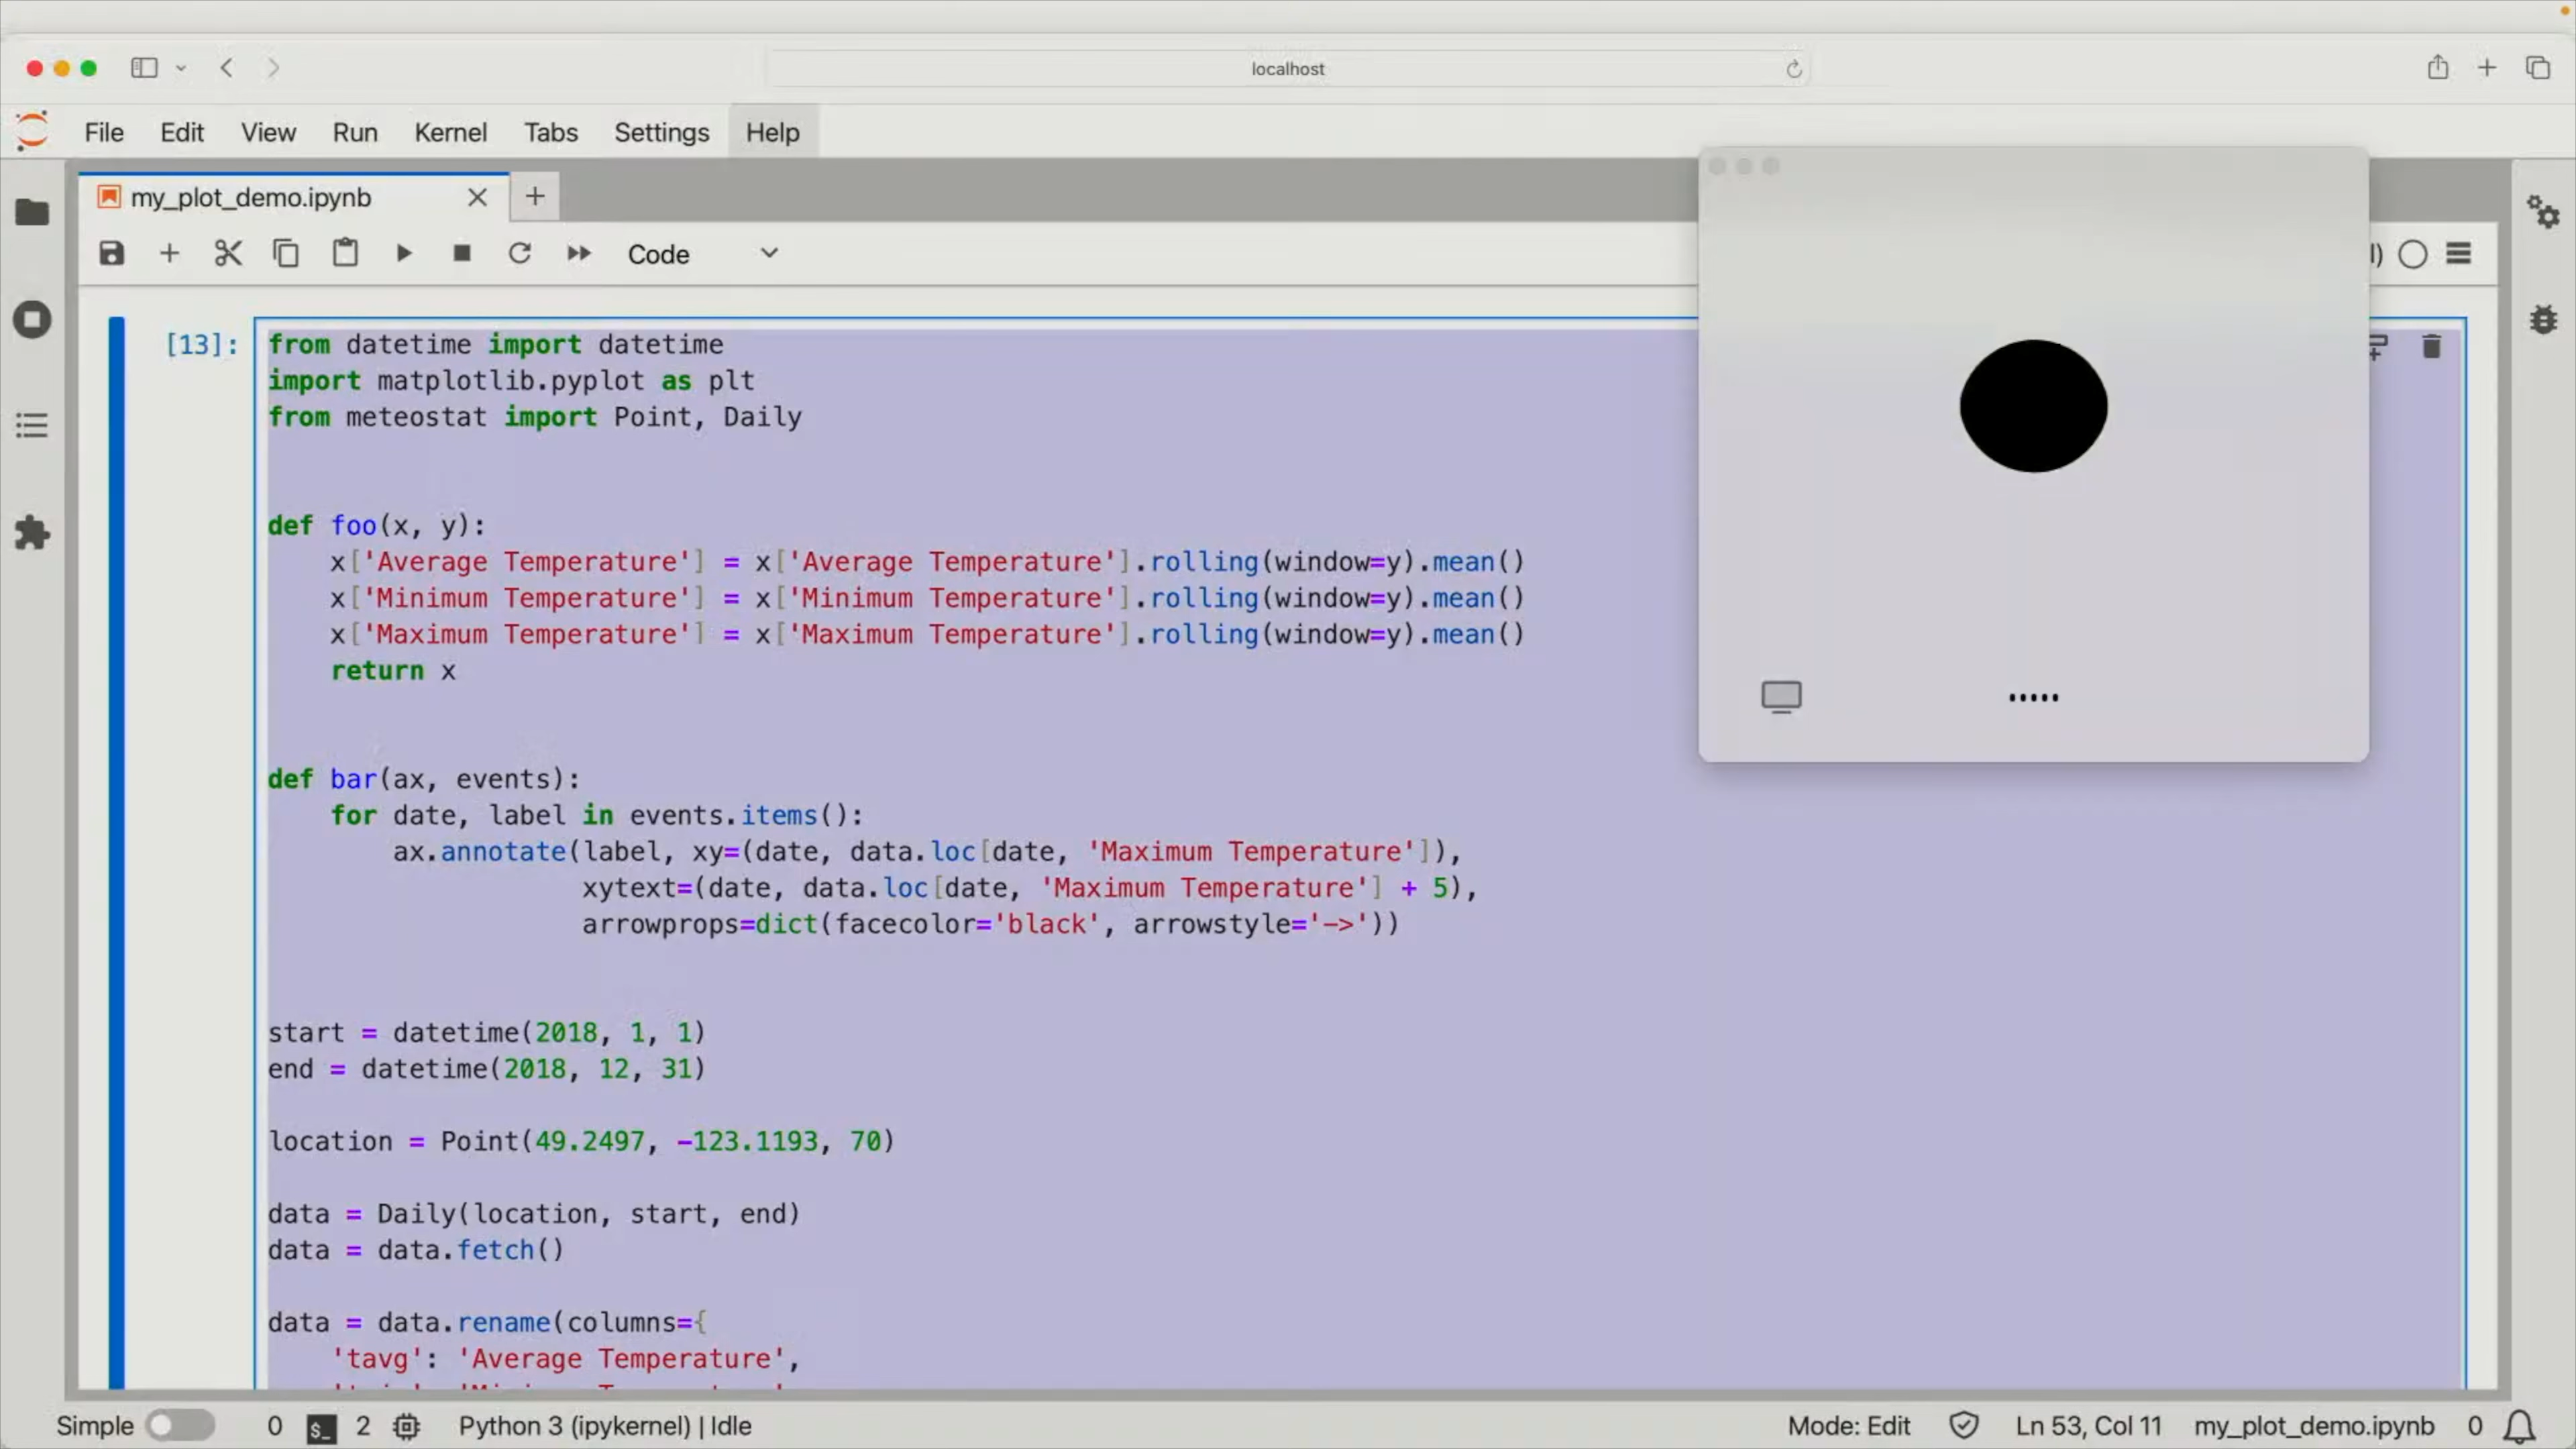 localhost
File Edit View Run Kernel Tabs Settings Help
my_plot_demo.ipynb
Code
[13]:
from datetime import datetime
import matplotlib.pyplot as plt
from meteostat import Point, Daily
def foo(x, y):
    x['Average Temperature'] = x['Average Temperature'].rolling(window=y).mean()
    x['Minimum Temperature'] = x['Minimum Temperature'].rolling(window=y).mean()
    x['Maximum Temperature'] = x['Maximum Temperature'].rolling(window=y).mean()
    return x
def bar(ax, events):
    for date, label in events.items():
        ax.annotate(label, xy=(date, data.loc[date, 'Maximum Temperature']),
                    xytext=(date, data.loc[date, 'Maximum Temperature'] + 5),
                    arrowprops=dict(facecolor='black', arrowstyle='->'))
start = datetime(2018, 1, 1)
end = datetime(2018, 12, 31)
location = Point(49.2497, -123.1193, 70)
data = Daily(location, start, end)
data = data.fetch()
data = data.rename(columns={
    'tavg': 'Average Temperature',
Simple 0 $_ 2 Python 3 (ipykernel) | Idle Mode: Edit Ln 53, Col 11 my_plot_demo.ipynb 0